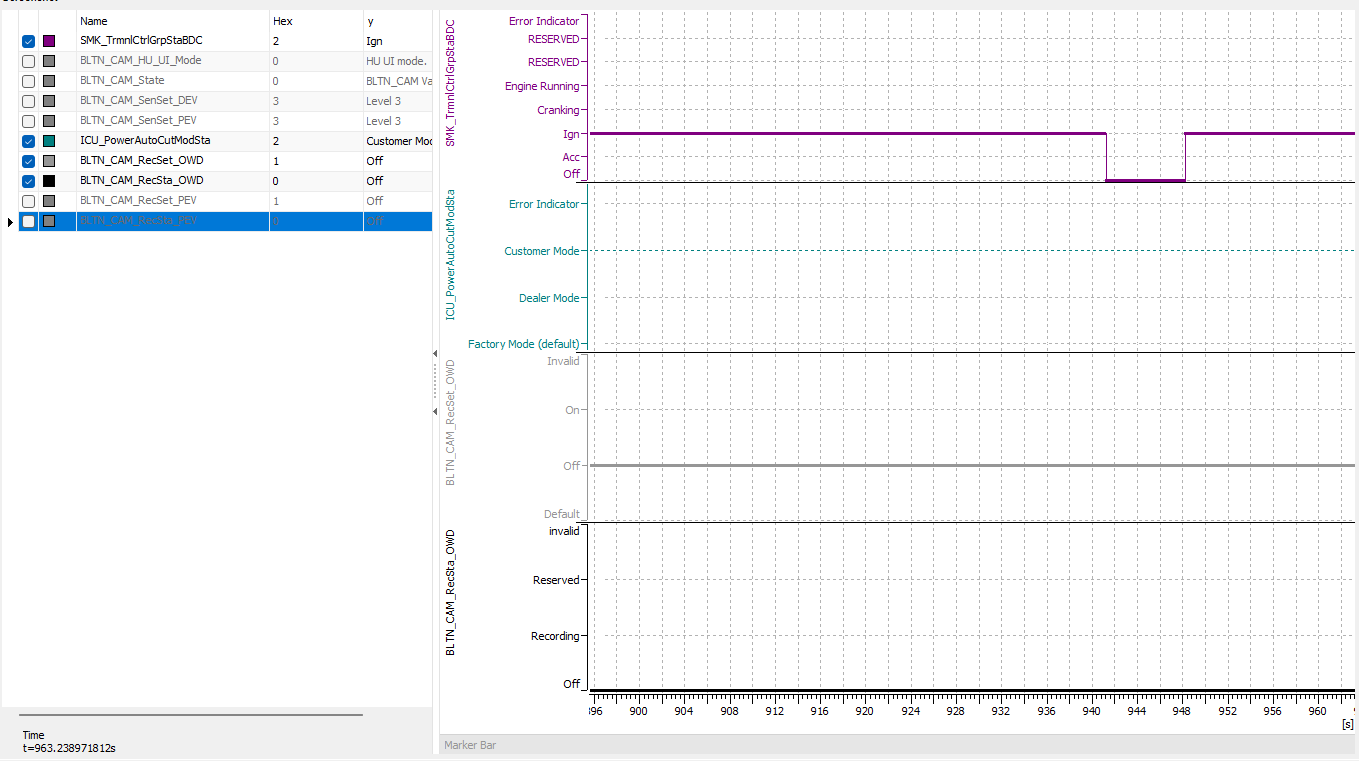 Name Hex y
SMK_TrmnlCtrlGrpStaBDC 2 Ign
BLTN_CAM_HU_UI_Mode 0 HU UI mode.
BLTN_CAM_State 0 BLTN_CAM Va
BLTN_CAM_SenSet_DEV 3 Level 3
BLTN_CAM_SenSet_PEV 3 Level 3
ICU_PowerAutoCutModSta 2 Customer Mod
BLTN_CAM_RecSet_OWD 1 Off
BLTN_CAM_RecSta_OWD 0 Off
BLTN_CAM_RecSet_PEV 1 Off
BLTN_CAM_RecSta_PEV 0 Off
Time
t=963.238971812s
SMK_TrmnlCtrlGrpStaBDC
Error Indicator
RESERVED
RESERVED
Engine Running
Cranking
Ign
Acc
Off
ICU_PowerAutoCutModSta
Error Indicator
Customer Mode
Dealer Mode
Factory Mode (default)
BLTN_CAM_RecSet_OWD
Invalid
On
Off
Default
BLTN_CAM_RecSta_OWD
invalid
Reserved
Recording
Off
896 900 904 908 912 916 920 924 928 932 936 940 944 948 952 956 960
[s]
Marker Bar